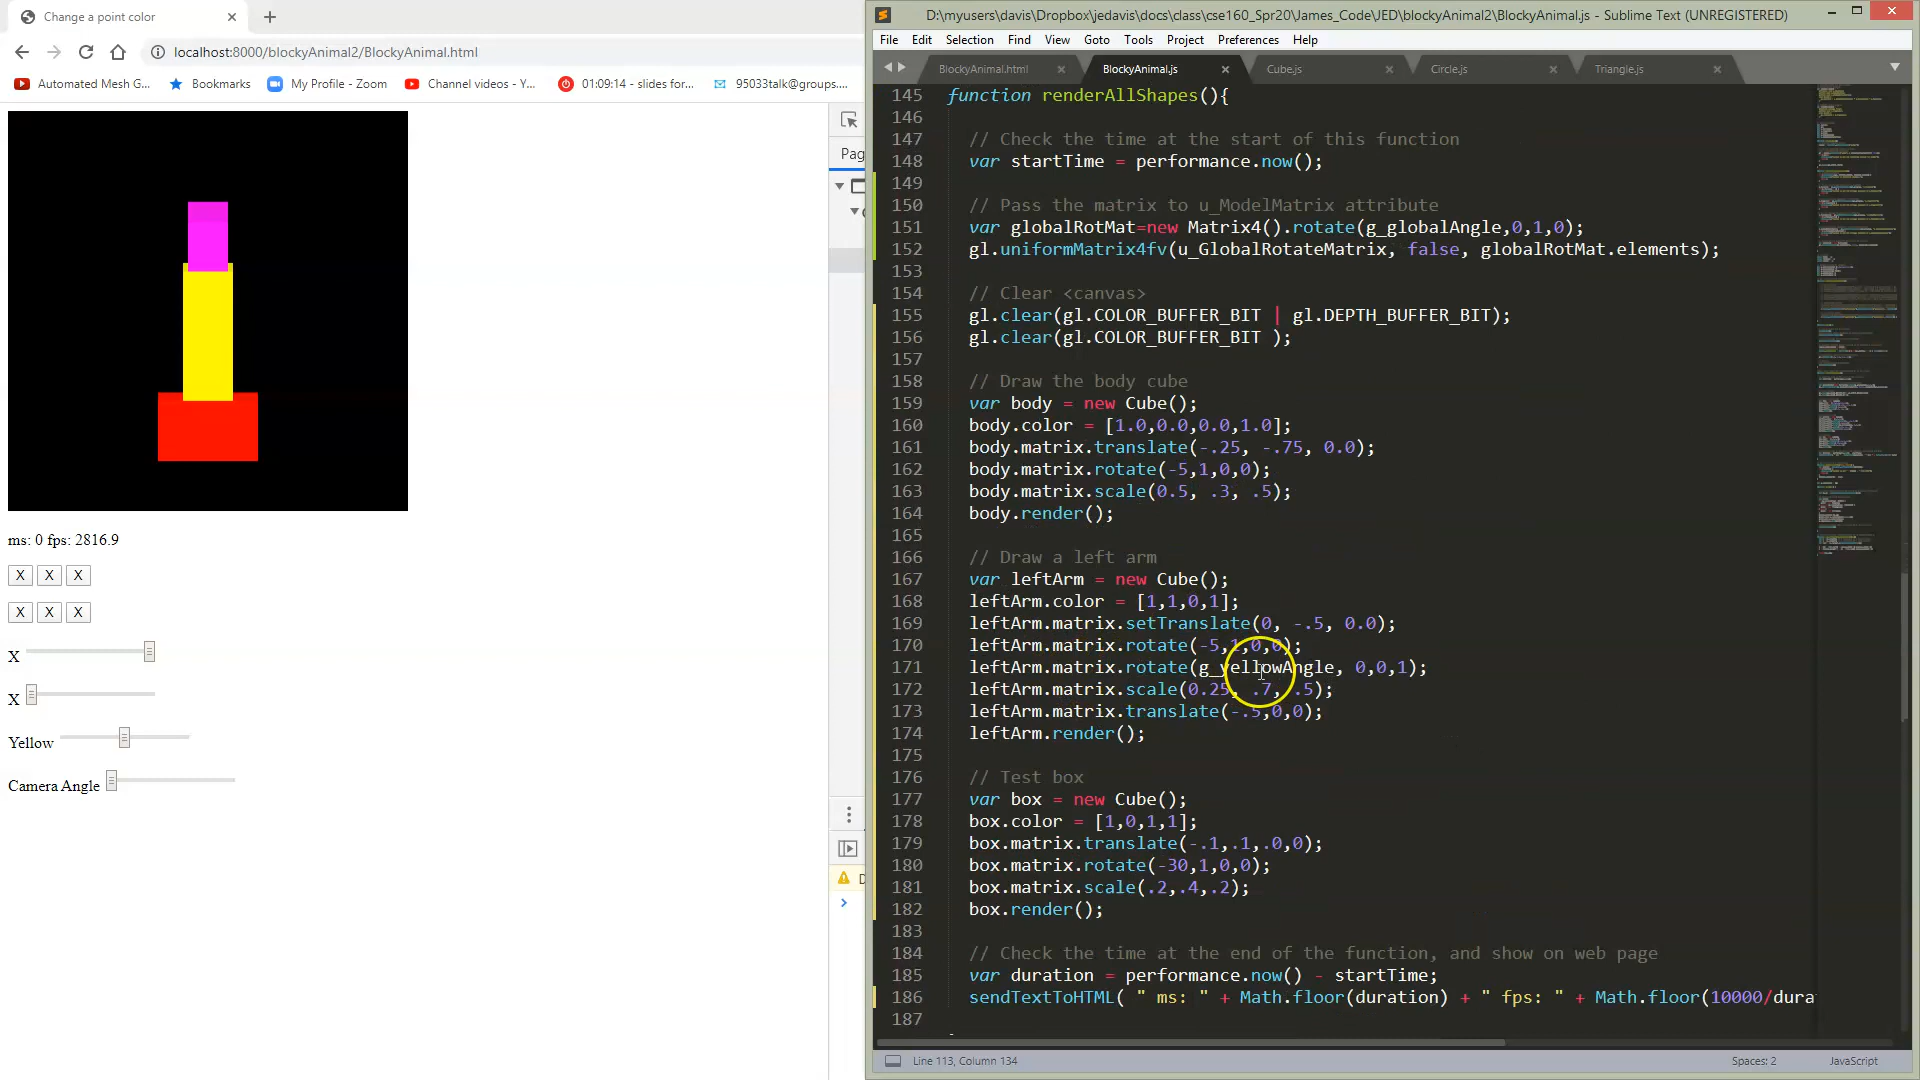 Change a point color
localhost:8000/blockyAnimal2/BlockyAnimal.html
Automated Mesh G... Bookmarks My Profile - Zoom Channel videos - Y... 01:09:14 - slides for... 95033talk@groups....
Pag
ms: 0 fps: 2816.9
X X X
X X X
X
X
Yellow
Camera Angle
D:\myusers\davis\Dropbox\jedavis\docs\class\cse160_Spr20\James_Code\JED\blockyAnimal2\BlockyAnimal.js - Sublime Text (UNREGISTERED)
File Edit Selection Find View Goto Tools Project Preferences Help
BlockyAnimal.html BlockyAnimal.js Cube.js Circle.js Triangle.js
145 function renderAllShapes(){
146
147 // Check the time at the start of this function
148 var startTime = performance.now();
149
150 // Pass the matrix to u_ModelMatrix attribute
151 var globalRotMat=new Matrix4().rotate(g_globalAngle,0,1,0);
152 gl.uniformMatrix4fv(u_GlobalRotateMatrix, false, globalRotMat.elements);
153
154 // Clear <canvas>
155 gl.clear(gl.COLOR_BUFFER_BIT | gl.DEPTH_BUFFER_BIT);
156 gl.clear(gl.COLOR_BUFFER_BIT );
157
158 // Draw the body cube
159 var body = new Cube();
160 body.color = [1.0,0.0,0.0,1.0];
161 body.matrix.translate(-.25, -.75, 0.0);
162 body.matrix.rotate(-5,1,0,0);
163 body.matrix.scale(0.5, .3, .5);
164 body.render();
165
166 // Draw a left arm
167 var leftArm = new Cube();
168 leftArm.color = [1,1,0,1];
169 leftArm.matrix.setTranslate(0, -.5, 0.0);
170 leftArm.matrix.rotate(-5,1,0,0);
171 leftArm.matrix.rotate(g_yellowAngle, 0,0,1);
172 leftArm.matrix.scale(0.25, .7, .5);
173 leftArm.matrix.translate(-.5,0,0);
174 leftArm.render();
175
176 // Test box
177 var box = new Cube();
178 box.color = [1,0,1,1];
179 box.matrix.translate(-.1,.1,.0,0);
180 box.matrix.rotate(-30,1,0,0);
181 box.matrix.scale(.2,.4,.2);
182 box.render();
183
184 // Check the time at the end of the function, and show on web page
185 var duration = performance.now() - startTime;
186 sendTextToHTML( " ms: " + Math.floor(duration) + " fps: " + Math.floor(10000/dura
187
Line 113, Column 134 Spaces: 2 JavaScript